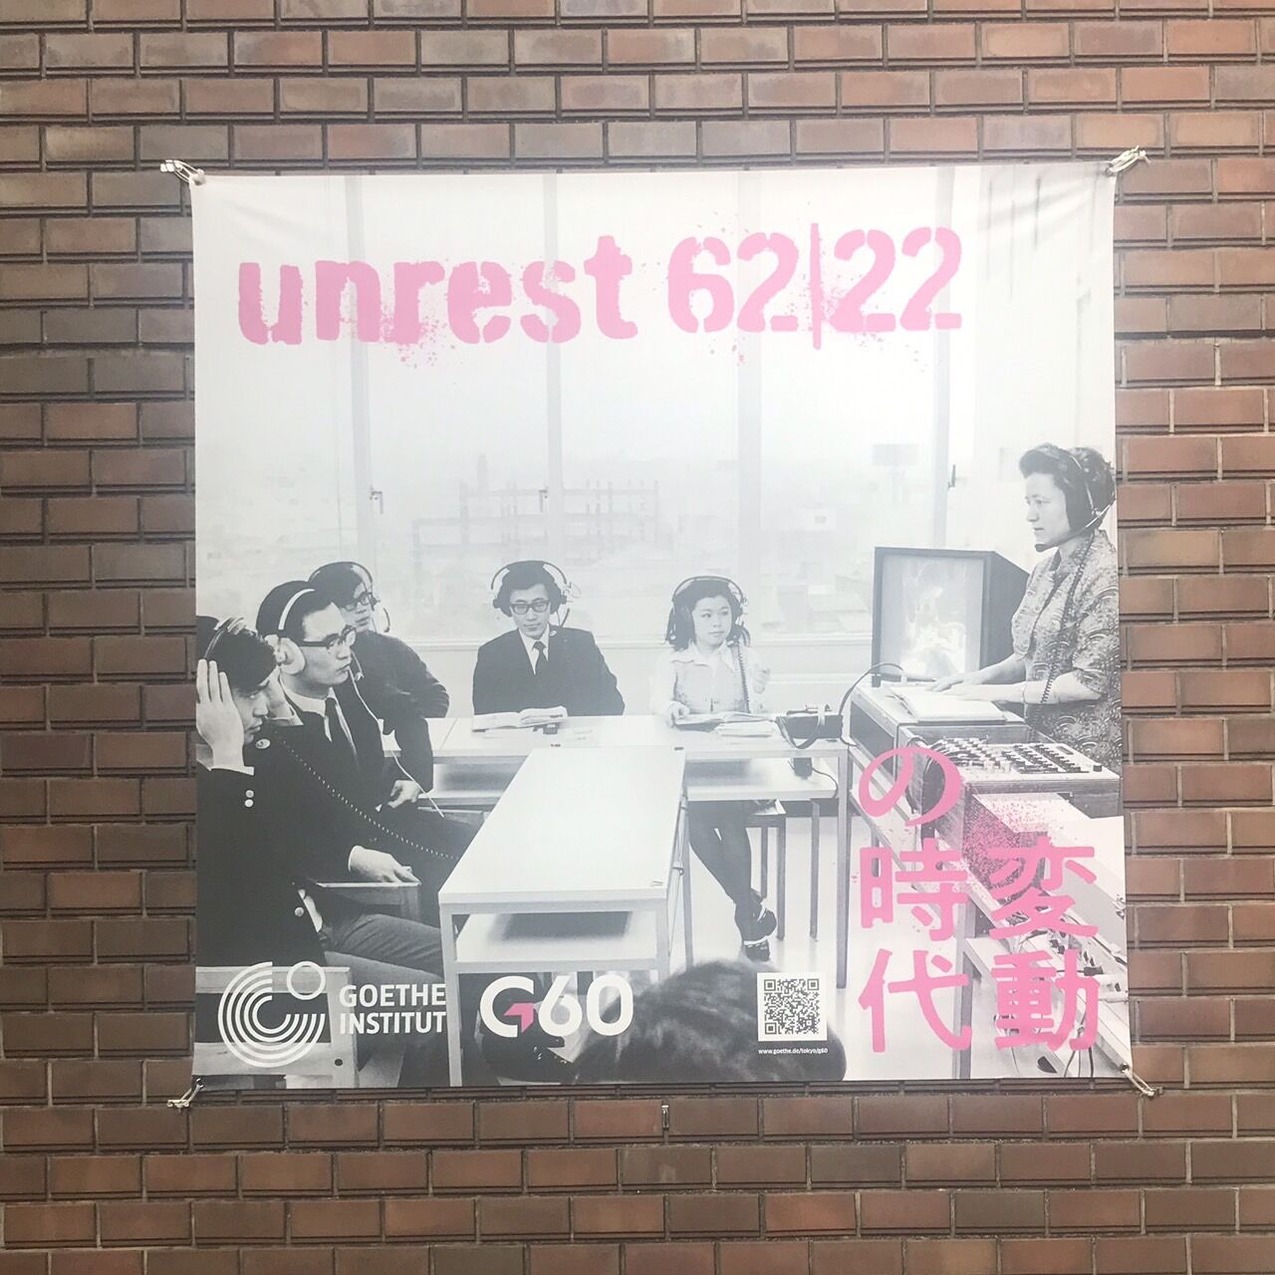 unrest 62|22
変動
の時代
GOETHE
INSTITUT
G60
www.goethe.de/tokyo/g60